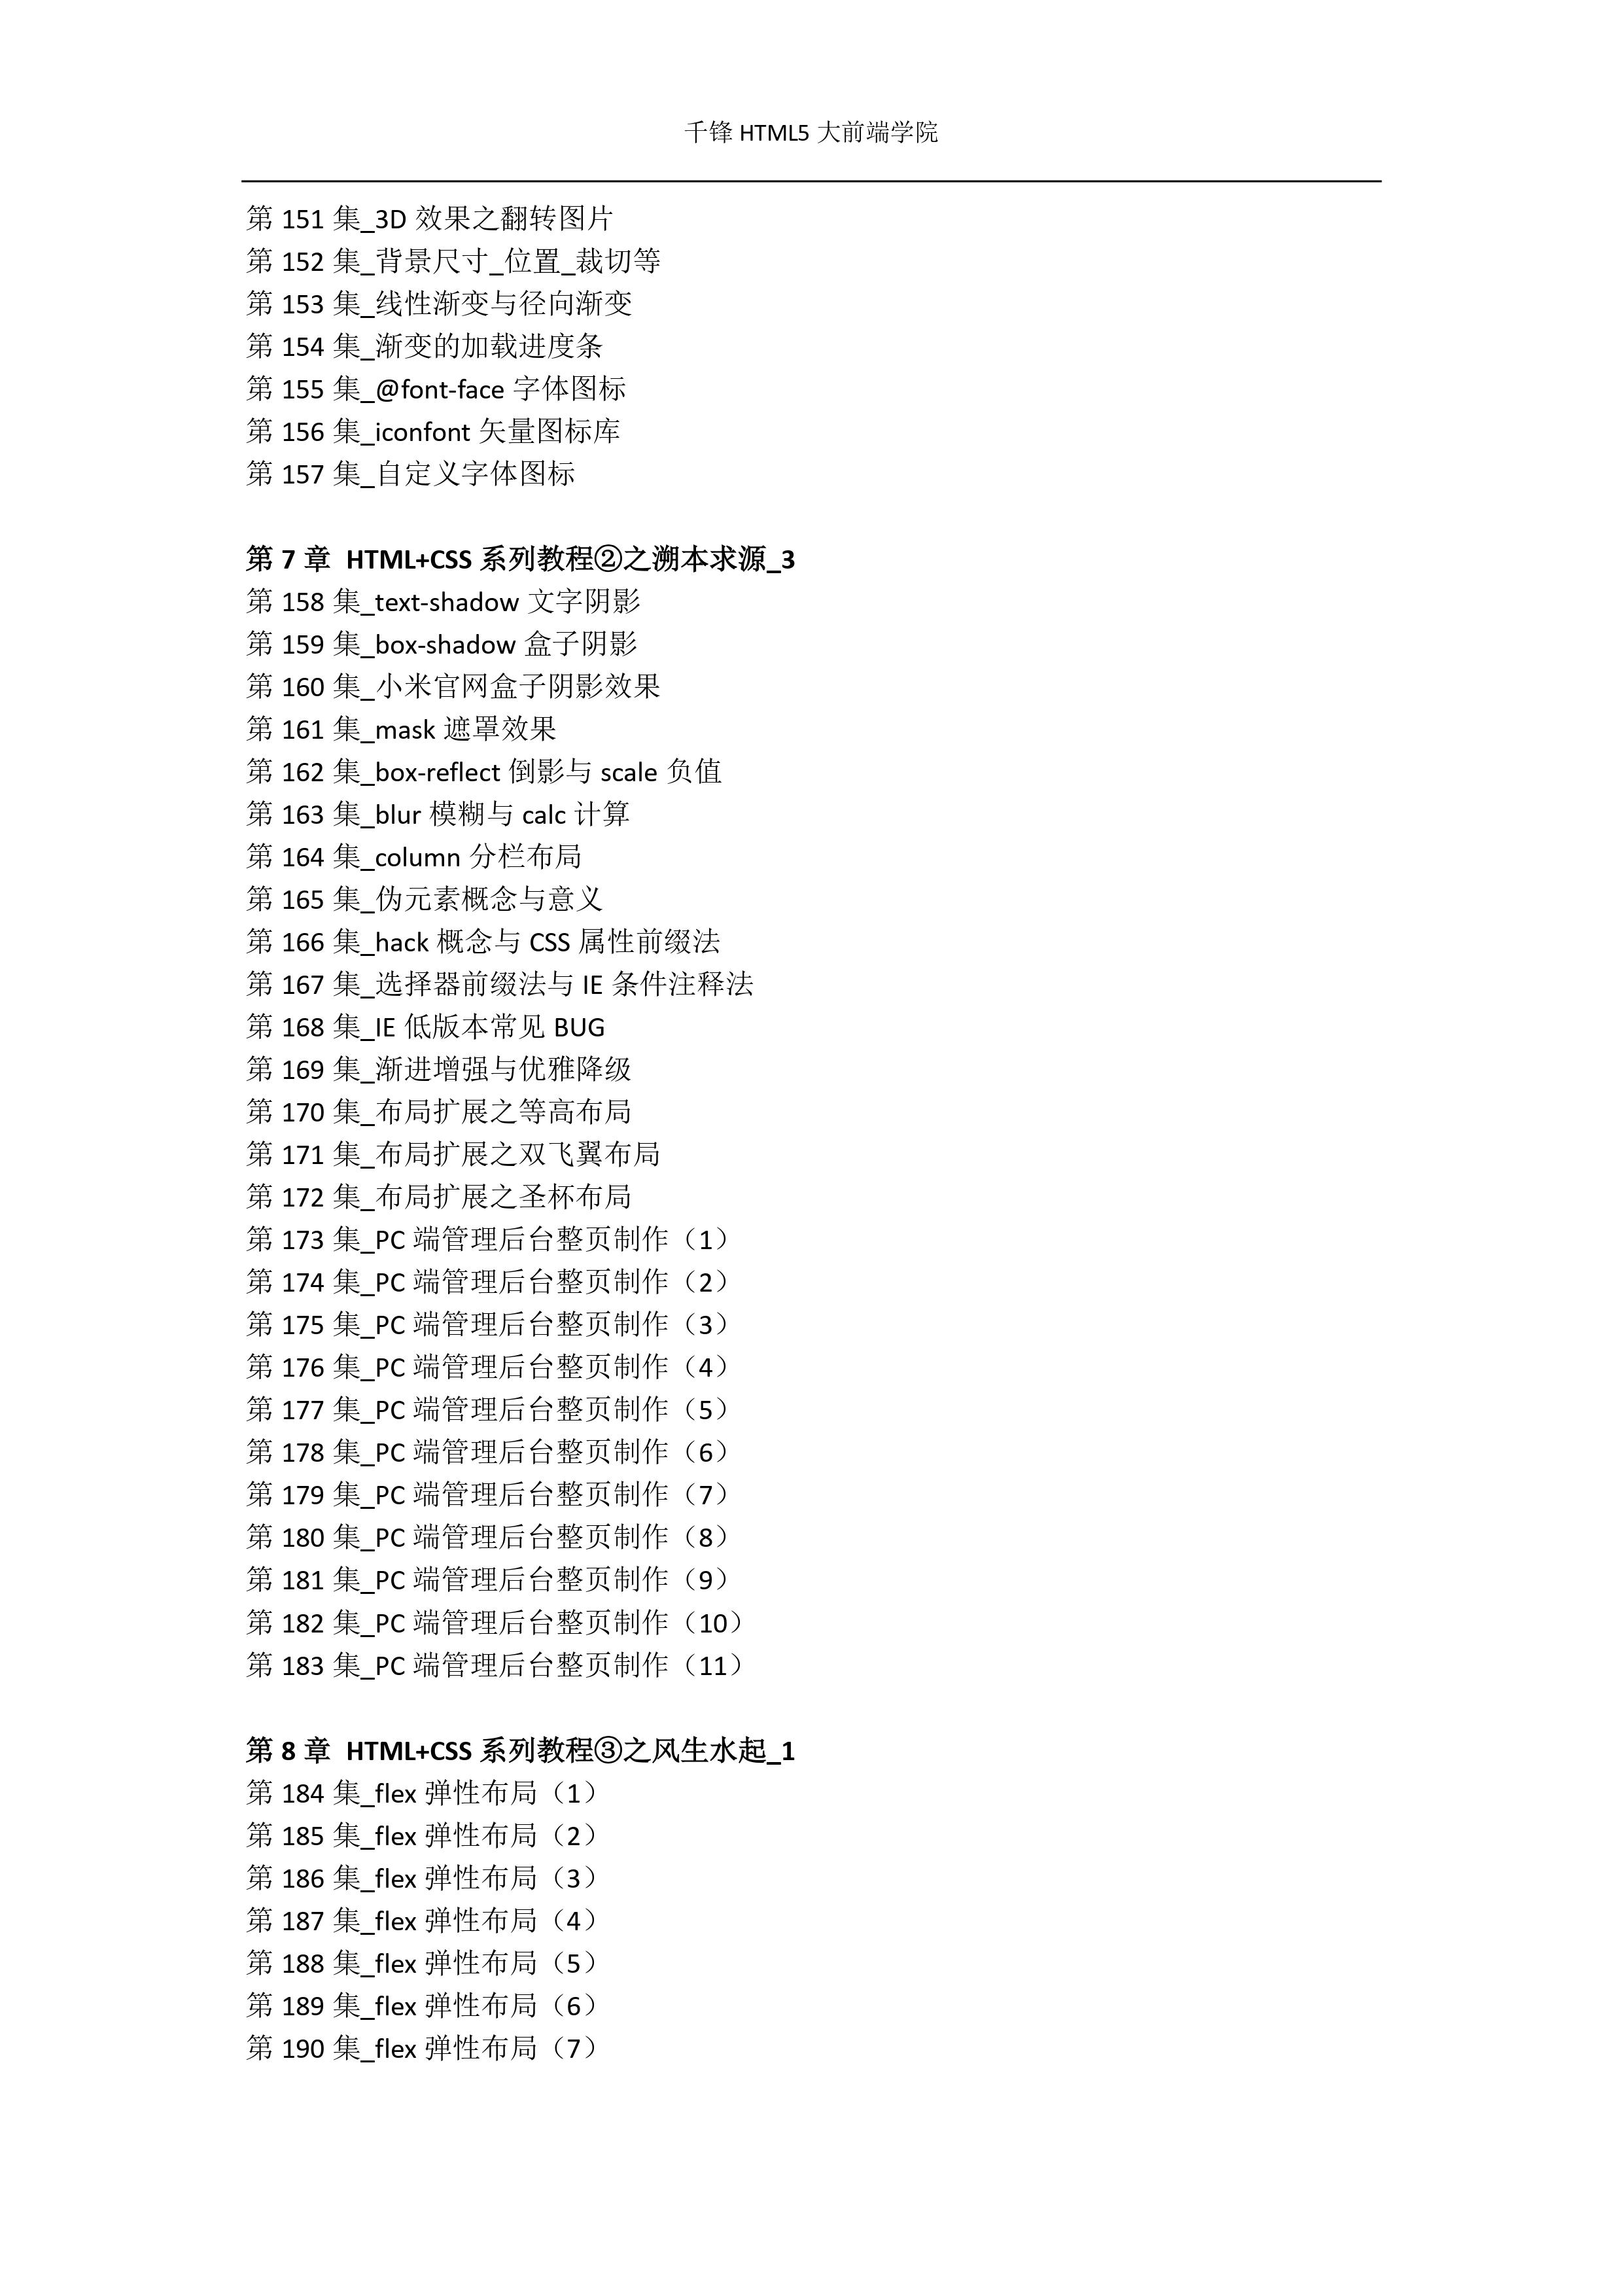 千锋 HTML5 大前端学院
第 151 集_3D 效果之翻转图片
第 152 集_背景尺寸_位置_裁切等
第 153 集_线性渐变与径向渐变
第 154 集_渐变的加载进度条
第 155 集_@font-face 字体图标
第 156 集_iconfont 矢量图标库
第 157 集_自定义字体图标
第 7 章 HTML+CSS 系列教程②之溯本求源_3
第 158 集_text-shadow 文字阴影
第 159 集_box-shadow 盒子阴影
第 160 集_小米官网盒子阴影效果
第 161 集_mask 遮罩效果
第 162 集_box-reflect 倒影与 scale 负值
第 163 集_blur 模糊与 calc 计算
第 164 集_column 分栏布局
第 165 集_伪元素概念与意义
第 166 集_hack 概念与 CSS 属性前缀法
第 167 集_选择器前缀法与 IE 条件注释法
第 168 集_IE 低版本常见 BUG
第 169 集_渐进增强与优雅降级
第 170 集_布局扩展之等高布局
第 171 集_布局扩展之双飞翼布局
第 172 集_布局扩展之圣杯布局
第 173 集_PC 端管理后台整页制作（1）
第 174 集_PC 端管理后台整页制作（2）
第 175 集_PC 端管理后台整页制作（3）
第 176 集_PC 端管理后台整页制作（4）
第 177 集_PC 端管理后台整页制作（5）
第 178 集_PC 端管理后台整页制作（6）
第 179 集_PC 端管理后台整页制作（7）
第 180 集_PC 端管理后台整页制作（8）
第 181 集_PC 端管理后台整页制作（9）
第 182 集_PC 端管理后台整页制作（10）
第 183 集_PC 端管理后台整页制作（11）
第 8 章 HTML+CSS 系列教程③之风生水起_1
第 184 集_flex 弹性布局（1）
第 185 集_flex 弹性布局（2）
第 186 集_flex 弹性布局（3）
第 187 集_flex 弹性布局（4）
第 188 集_flex 弹性布局（5）
第 189 集_flex 弹性布局（6）
第 190 集_flex 弹性布局（7）